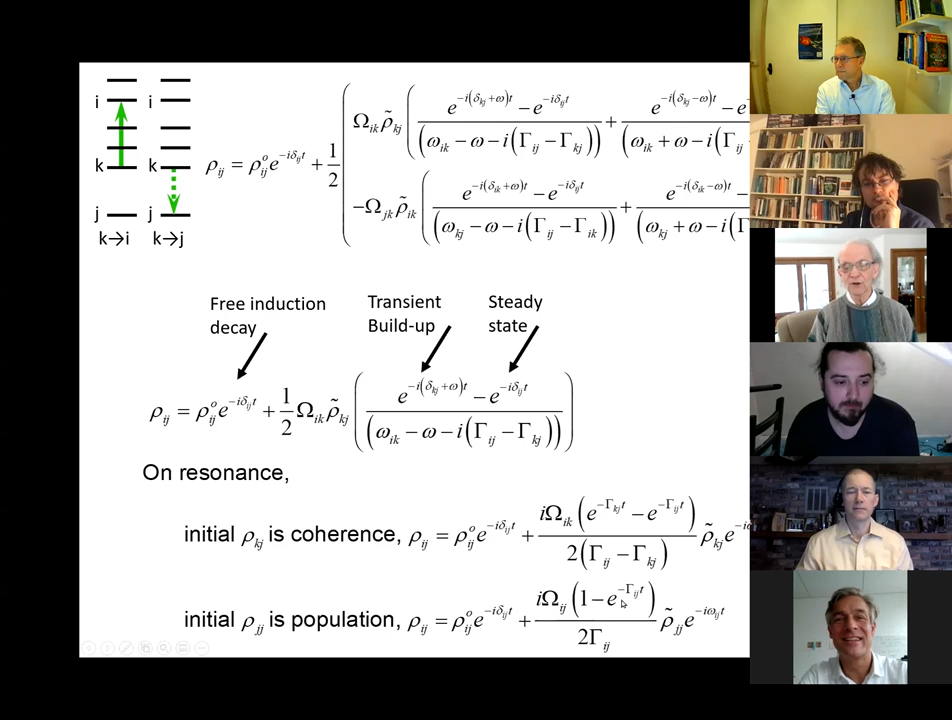 i i
k k
j j
k→i k→j
ρ_ij = ρ^o_ij e^{-iδ_ij t} + 1/2 ( Ω_ik ρ̃_kj ( (e^{-i(δ_kj+ω)t} − e^{-iδ_ij t}) / (ω_ik − ω − i(Γ_ij − Γ_kj)) + (e^{-i(δ_kj−ω)t} − e / (ω_ik + ω − i(Γ_ij
−Ω_jk ρ̃_ik ( (e^{-i(δ_ik+ω)t} − e^{-iδ_ij t}) / (ω_kj − ω − i(Γ_ij − Γ_ik)) + (e^{-i(δ_ik−ω)t} − / (ω_kj + ω − i(Γ
Free induction decay
Transient Build-up
Steady state
ρ_ij = ρ^o_ij e^{-iδ_ij t} + 1/2 Ω_ik ρ̃_kj ( (e^{-i(δ_kj+ω)t} − e^{-iδ_ij t}) / (ω_ik − ω − i(Γ_ij − Γ_kj)) )
On resonance,
initial ρ_kj is coherence, ρ_ij = ρ^o_ij e^{-iδ_ij t} + iΩ_ik (e^{-Γ_kj t} − e^{-Γ_ij t}) / 2(Γ_ij − Γ_kj) ρ̃_kj e^{-i
initial ρ_jj is population, ρ_ij = ρ^o_ij e^{-iδ_ij t} + iΩ_ij (1 − e^{-Γ_ij t}) / 2Γ_ij ρ̃_jj e^{-iω_ij t}